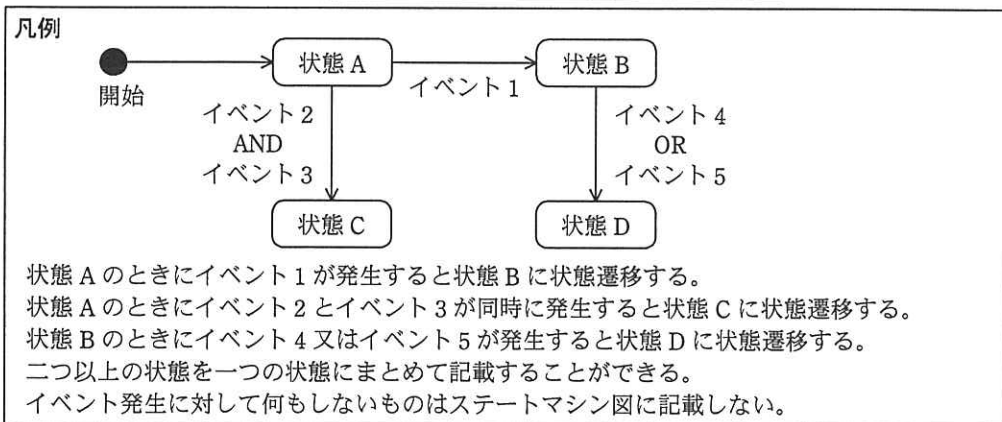 凡例
状態 A
状態 B
開始
イベント 1
イベント 2
AND
イベント 3
イベント 4
OR
イベント 5
状態 C
状態 D
状態 A のときにイベント 1 が発生すると状態 B に状態遷移する。
状態 A のときにイベント 2 とイベント 3 が同時に発生すると状態 C に状態遷移する。
状態 B のときにイベント 4 又はイベント 5 が発生すると状態 D に状態遷移する。
二つ以上の状態を一つの状態にまとめて記載することができる。
イベント発生に対して何もしないものはステートマシン図に記載しない。